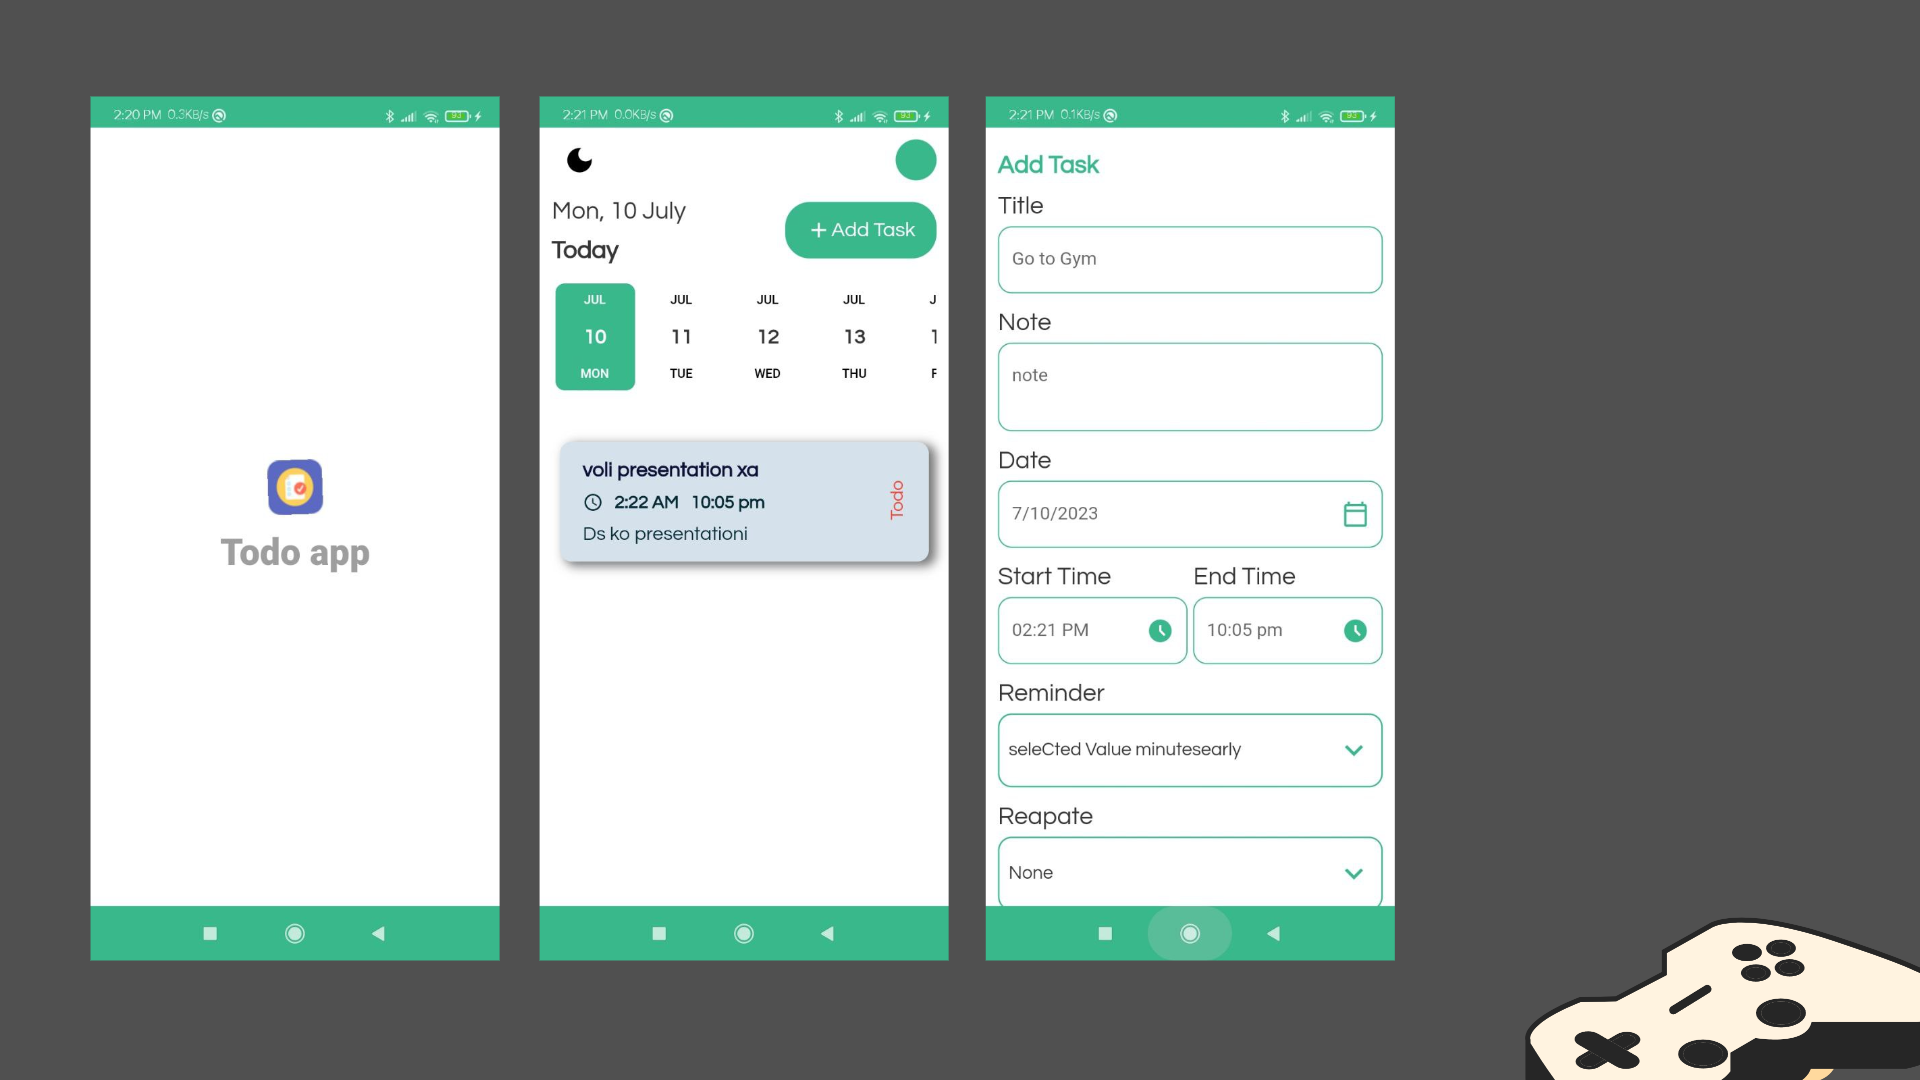 2:20 PM 0.3KB/s
93
Todo app
2:21 PM 0.0KB/s
93
Mon, 10 July
Today
+ Add Task
JUL JUL JUL JUL J
10 11 12 13 1
MON TUE WED THU F
voli presentation xa
2:22 AM 10:05 pm
Ds ko presentationi
Todo
2:21 PM 0.1KB/s
93
Add Task
Title
Go to Gym
Note
note
Date
7/10/2023
Start Time End Time
02:21 PM 10:05 pm
Reminder
seleCted Value minutesearly
Reapate
None